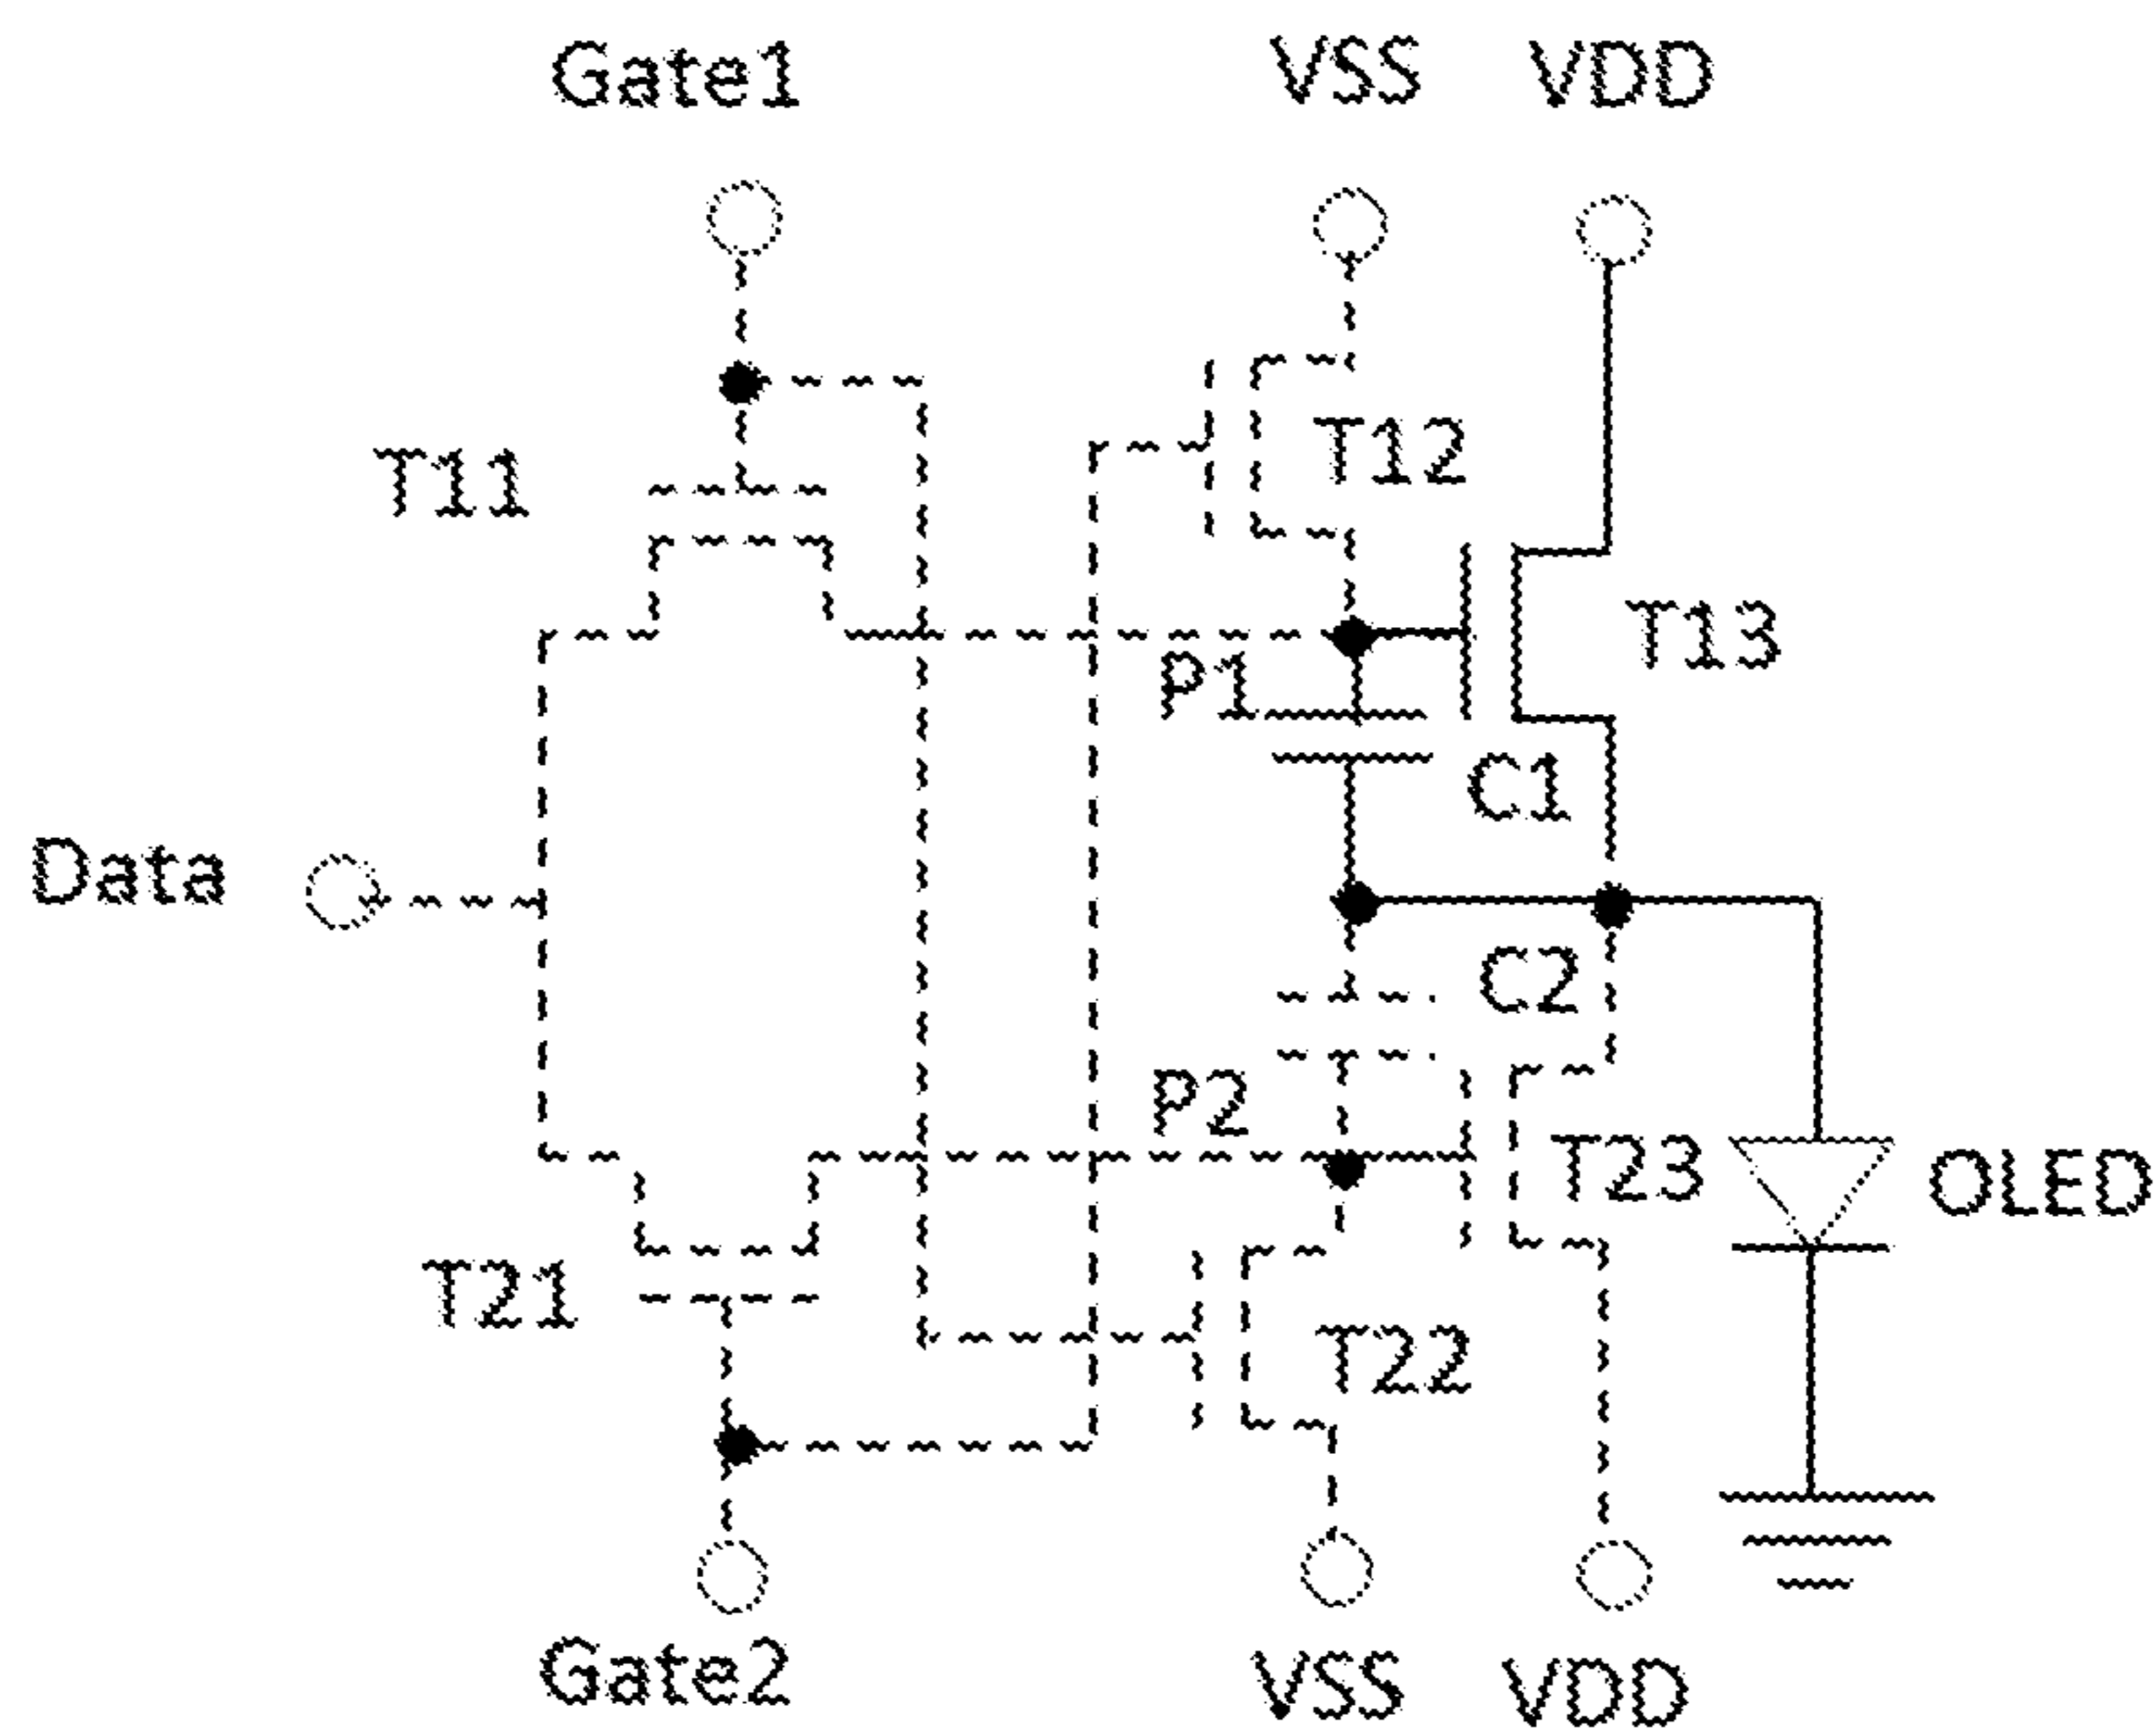 Gate1 VSS VDD
T12
T11
T13
P1
C1
Data
C2
P2
T23 OLED
T21
T22
Gate2 VSS VDD